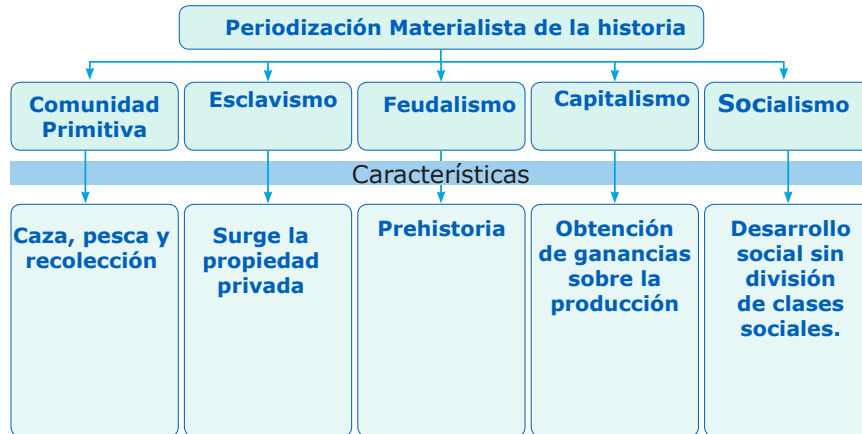 Periodización Materialista de la historia
Comunidad
Primitiva
Esclavismo
Feudalismo
Capitalismo
Socialismo
Característícas
Caza, pesca y
recolección
Surge la
propiedad
privada
Prehistoria
Obtención
de ganancias
sobre la
producción
Desarrollo
social sin
división
de clases
sociales.